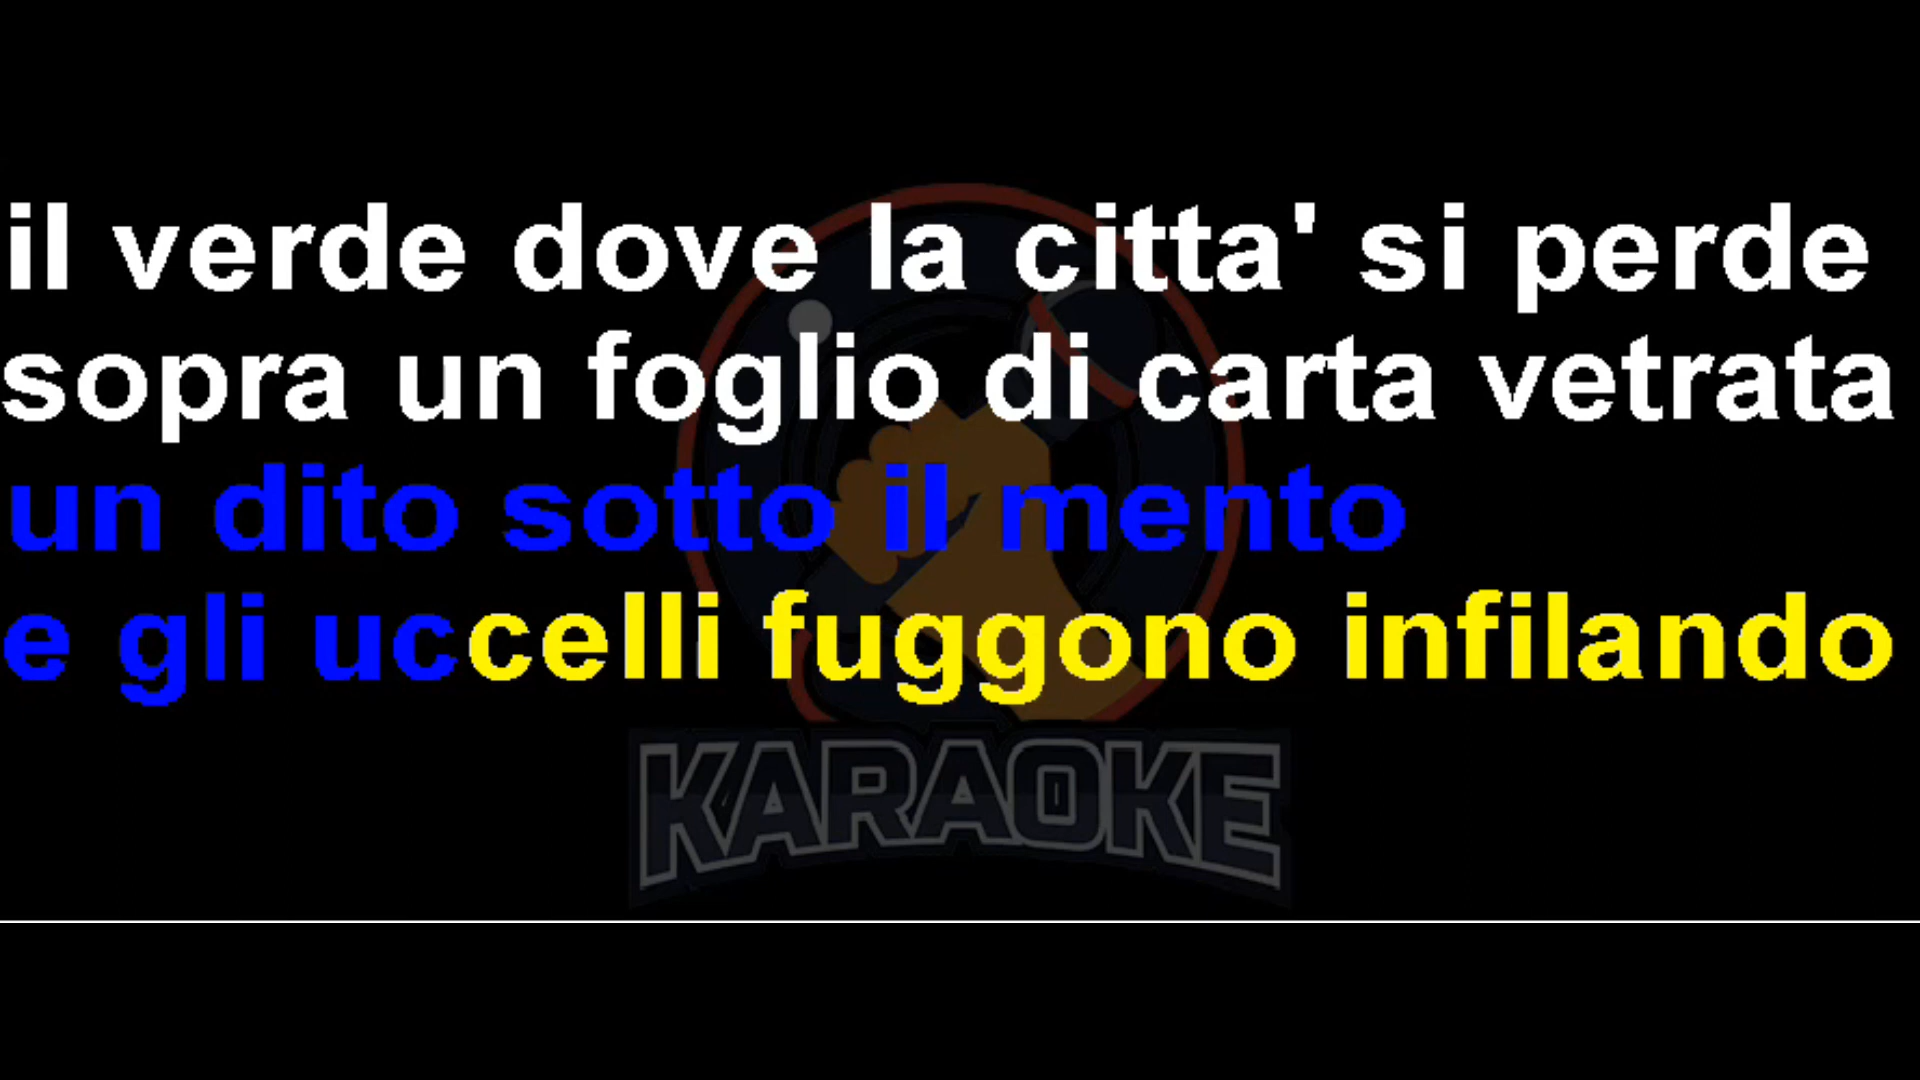 il verde dove la citta' si perde
sopra un foglio di carta vetrata
un dito sotto il mento
e gli uccelli fuggono infilando
KARAOKE